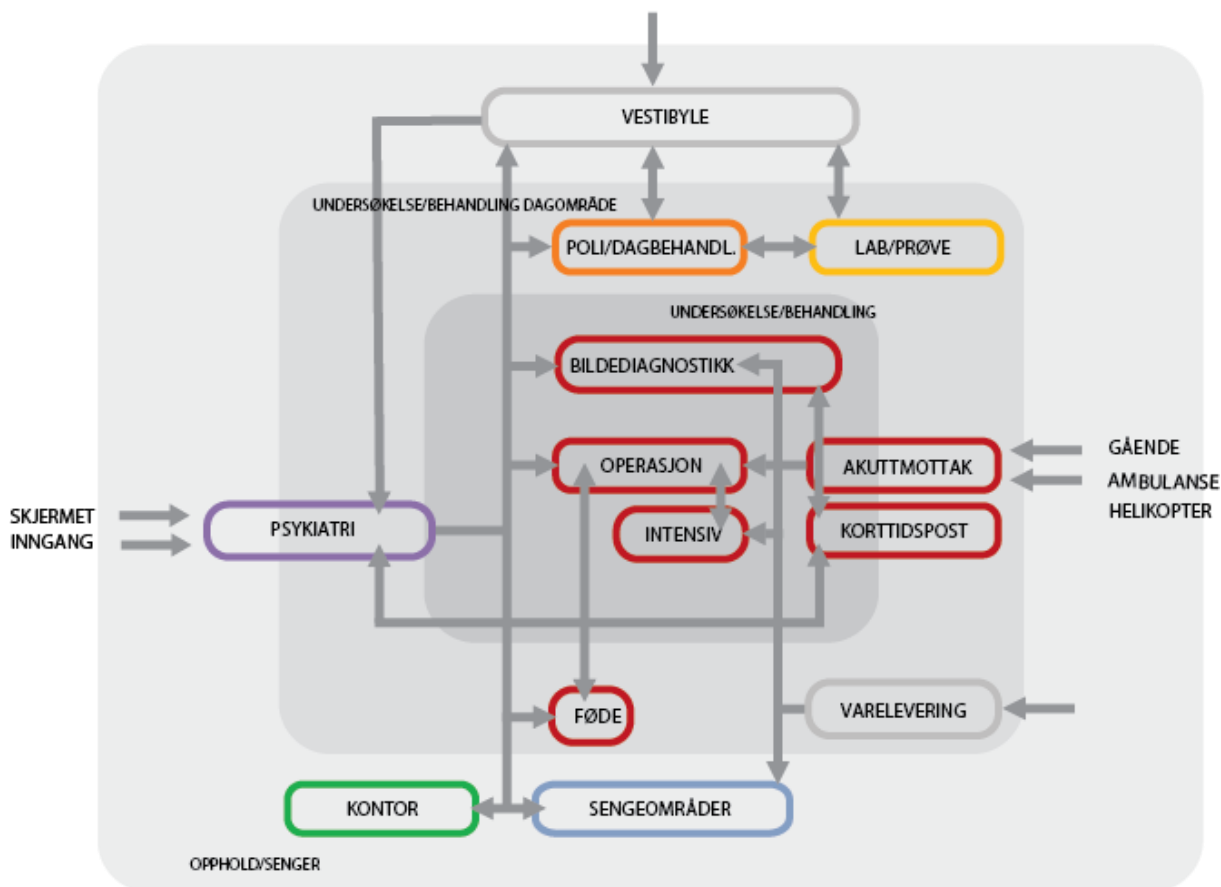 VESTIBYLE
UNDERSØKELSE/BEHANDLING DAGOMRÅDE
POLI/DAGBEHANDL.
LAB/PRØVE
UNDERSØKELSE/BEHANDLING
BILDEDIAGNOSTIKK
OPERASJON
AKUTTMOTTAK
GÅENDE
AMBULANSE
HELIKOPTER
SKJERMET
INNGANG
PSYKIATRI
INTENSIV
KORTTIDSPOST
FØDE
VARELEVERING
KONTOR
SENGEOMRÅDER
OPPHOLD/SENGER